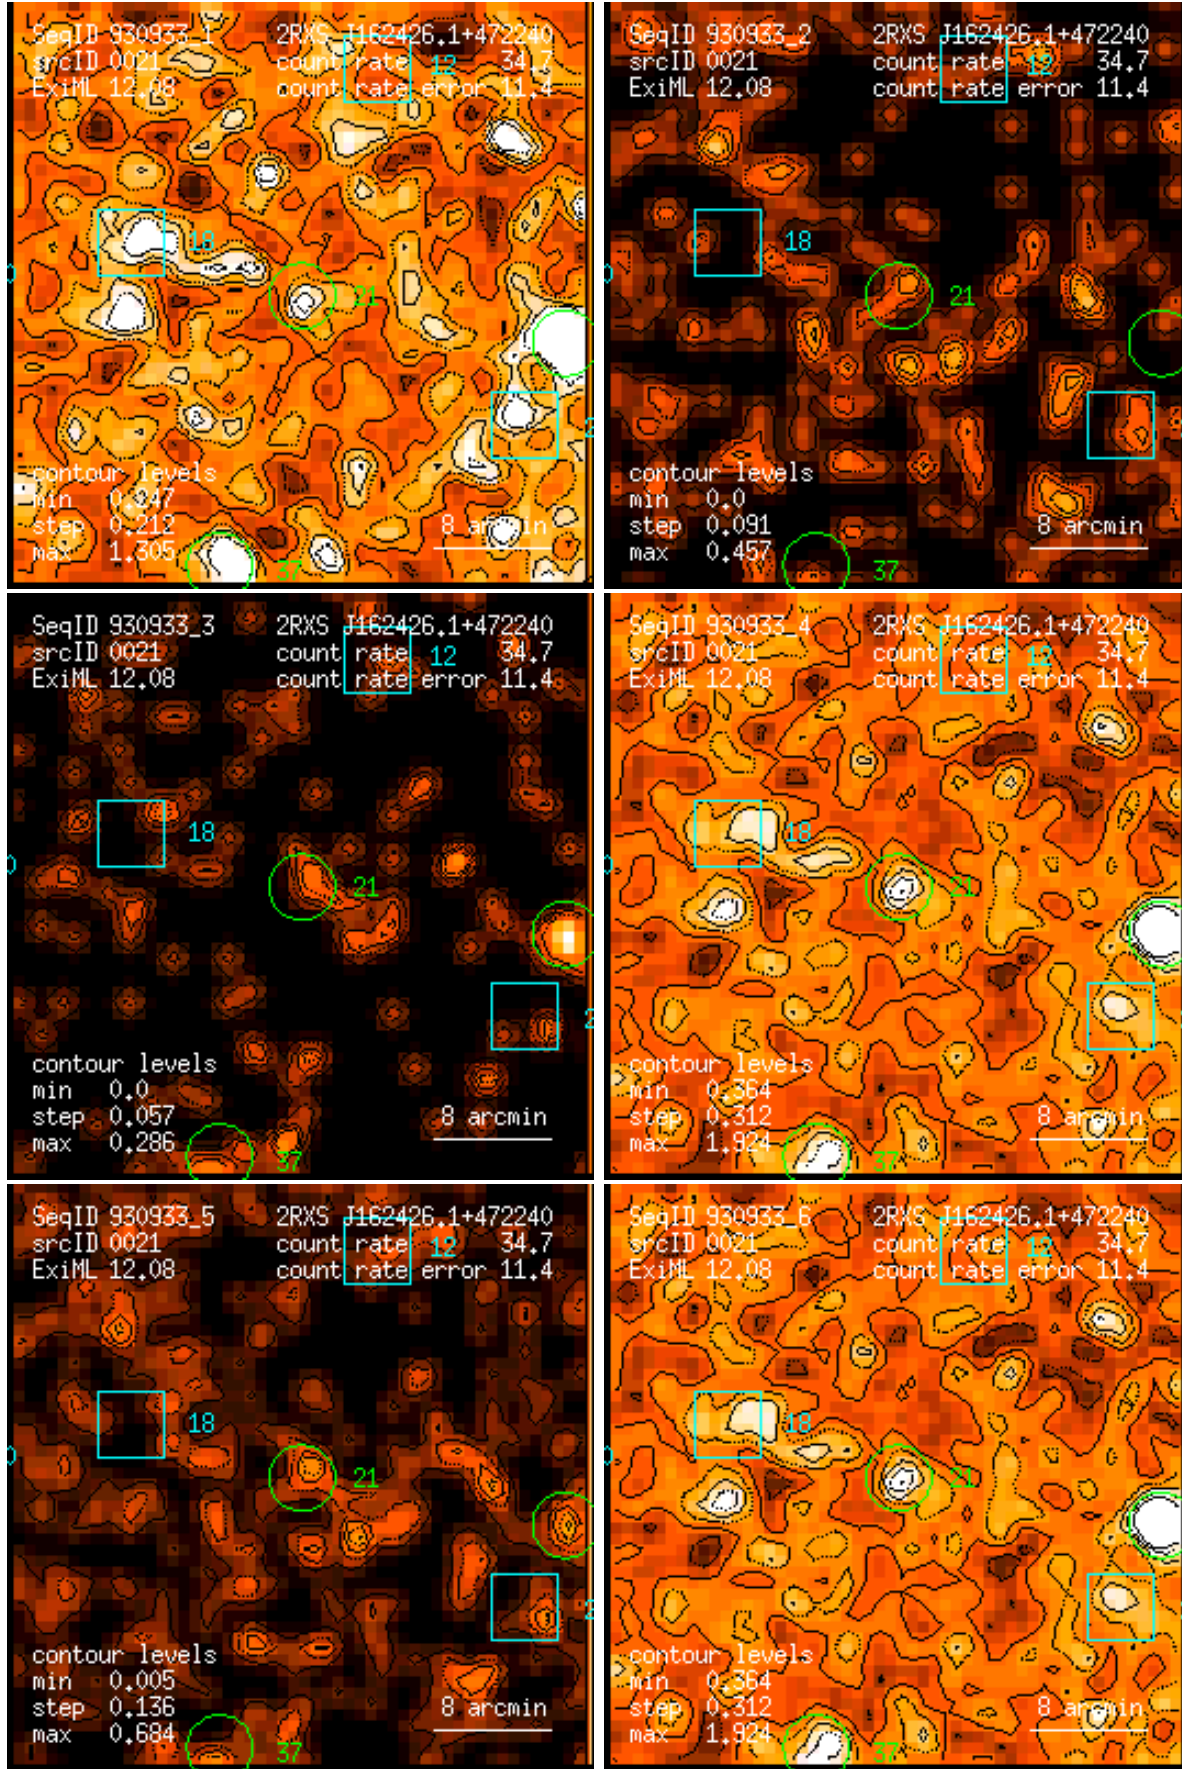 SeqID 930933_1 2RXS J162426.1+472240
srcID 0021 count rate 12 34.7
ExiML 12.08 count rate error 11.4
18
21
contour levels
min 0.247
step 0.212 8 arcmin
max 1.305
37
SeqID 930933_2 2RXS J162426.1+472240
srcID 0021 count rate 12 34.7
ExiML 12.08 count rate error 11.4
18
21
contour levels
min 0.0
step 0.091 8 arcmin
max 0.457
37
SeqID 930933_3 2RXS J162426.1+472240
srcID 0021 count rate 12 34.7
ExiML 12.08 count rate error 11.4
18
21
contour levels
min 0.0
step 0.057 8 arcmin
max 0.286
37
SeqID 930933_4 2RXS J162426.1+472240
srcID 0021 count rate 12 34.7
ExiML 12.08 count rate error 11.4
18
21
contour levels
min 0.364
step 0.312 8 arcmin
max 1.924
37
SeqID 930933_5 2RXS J162426.1+472240
srcID 0021 count rate 12 34.7
ExiML 12.08 count rate error 11.4
18
21
contour levels
min 0.005
step 0.136 8 arcmin
max 0.684
37
SeqID 930933_6 2RXS J162426.1+472240
srcID 0021 count rate 12 34.7
ExiML 12.08 count rate error 11.4
18
21
contour levels
min 0.364
step 0.312 8 arcmin
max 1.924
37